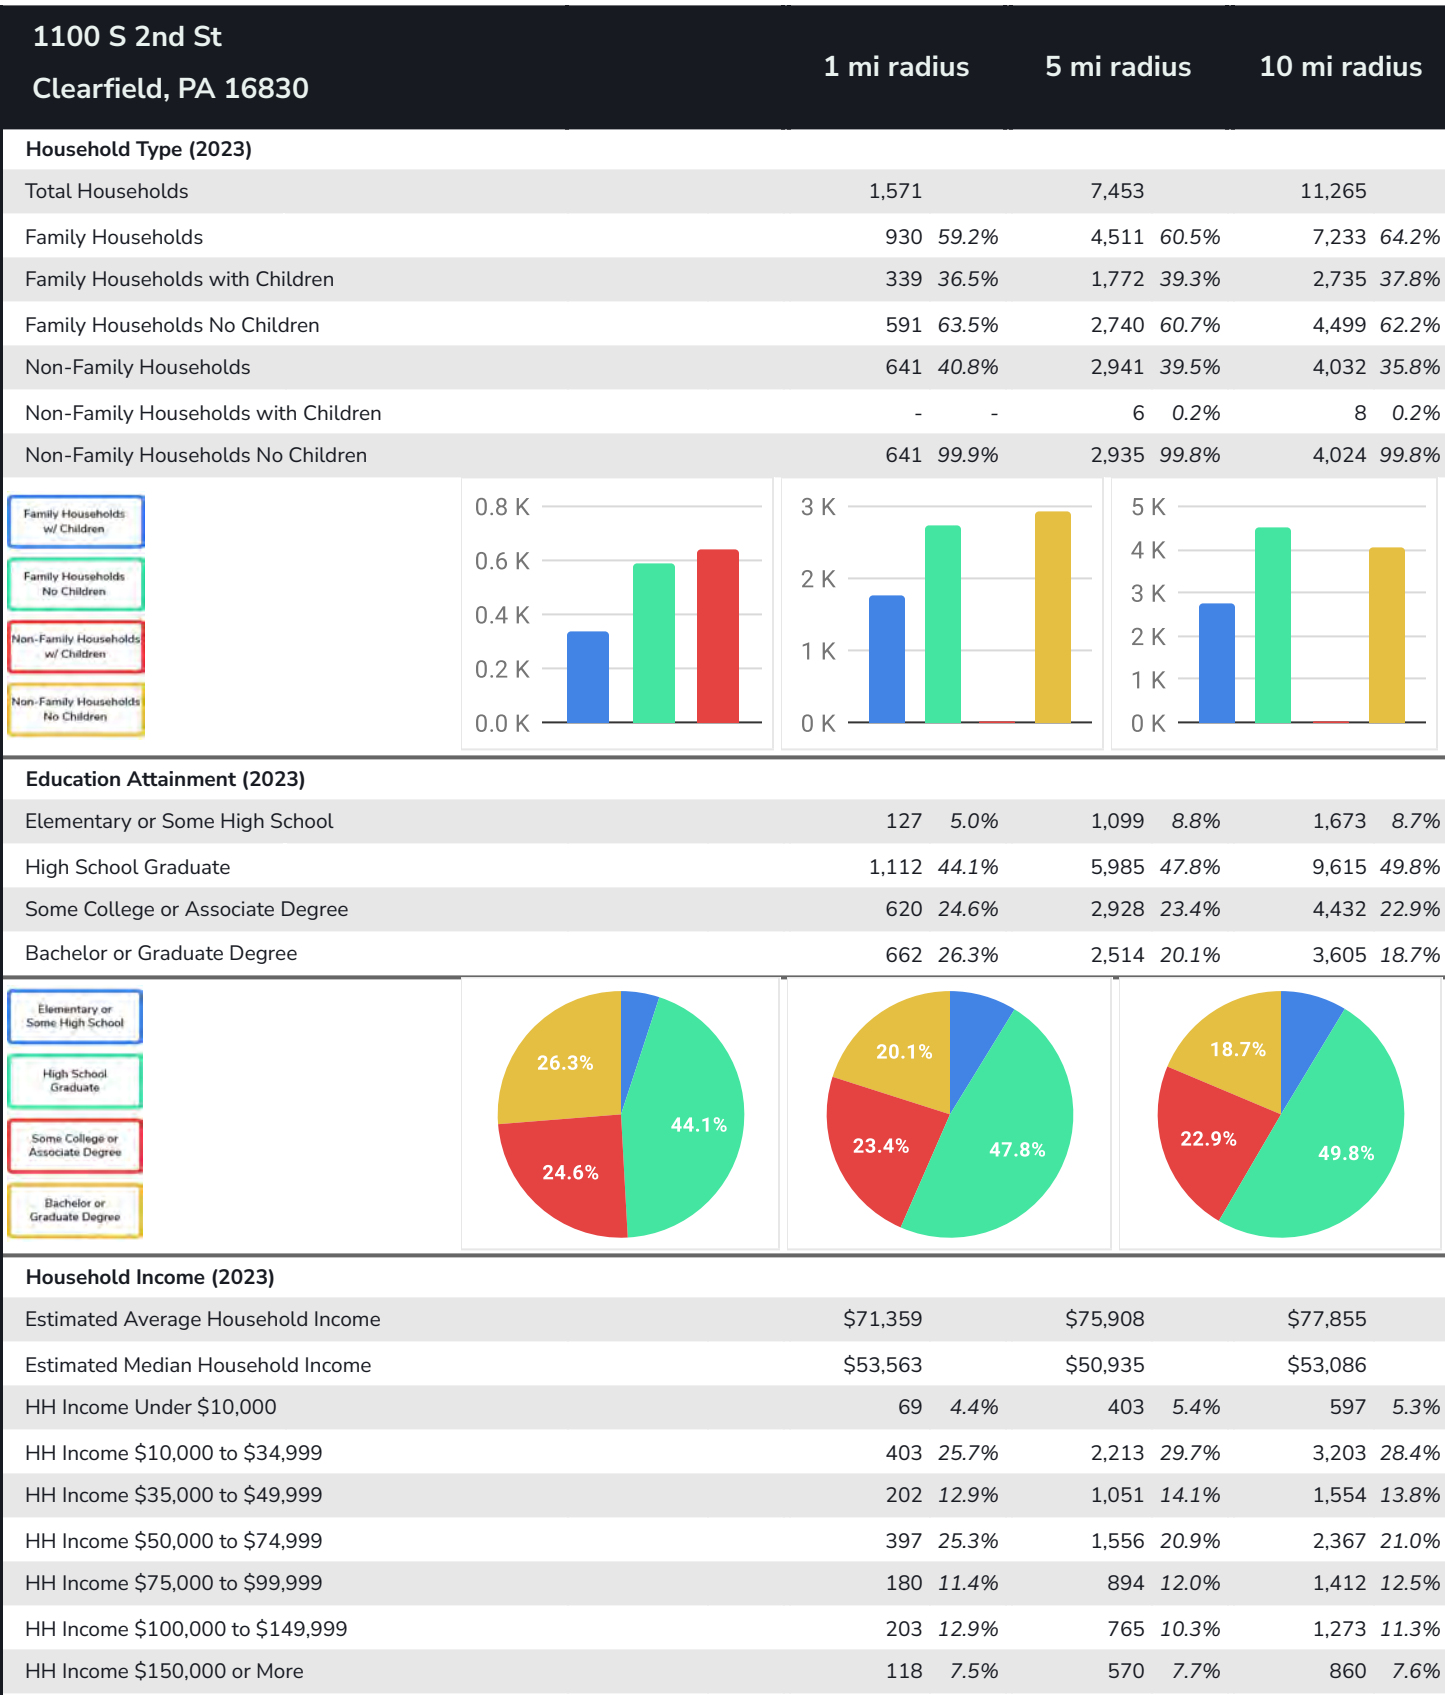 1100 S 2nd St
Clearfield, PA 16830
1 mi radius 5 mi radius 10 mi radius
Household Type (2023)
Total Households 1,571 7,453 11,265
Family Households 930 59.2% 4,511 60.5% 7,233 64.2%
Family Households with Children 339 36.5% 1,772 39.3% 2,735 37.8%
Family Households No Children 591 63.5% 2,740 60.7% 4,499 62.2%
Non-Family Households 641 40.8% 2,941 39.5% 4,032 35.8%
Non-Family Households with Children - - 6 0.2% 8 0.2%
Non-Family Households No Children 641 99.9% 2,935 99.8% 4,024 99.8%
Family Households
w/ Children
Family Households
No Children
Non-Family Households
w/ Children
Non-Family Households
No Children
0.8 K
0.6 K
0.4 K
0.2 K
0.0 K
3 K
2 K
1 K
0 K
5 K
4 K
3 K
2 K
1 K
0 K
Education Attainment (2023)
Elementary or Some High School 127 5.0% 1,099 8.8% 1,673 8.7%
High School Graduate 1,112 44.1% 5,985 47.8% 9,615 49.8%
Some College or Associate Degree 620 24.6% 2,928 23.4% 4,432 22.9%
Bachelor or Graduate Degree 662 26.3% 2,514 20.1% 3,605 18.7%
Elementary or
Some High School
High School
Graduate
Some College or
Associate Degree
Bachelor or
Graduate Degree
26.3%
44.1%
24.6%
20.1%
23.4%
47.8%
18.7%
22.9%
49.8%
Household Income (2023)
Estimated Average Household Income $71,359 $75,908 $77,855
Estimated Median Household Income $53,563 $50,935 $53,086
HH Income Under $10,000 69 4.4% 403 5.4% 597 5.3%
HH Income $10,000 to $34,999 403 25.7% 2,213 29.7% 3,203 28.4%
HH Income $35,000 to $49,999 202 12.9% 1,051 14.1% 1,554 13.8%
HH Income $50,000 to $74,999 397 25.3% 1,556 20.9% 2,367 21.0%
HH Income $75,000 to $99,999 180 11.4% 894 12.0% 1,412 12.5%
HH Income $100,000 to $149,999 203 12.9% 765 10.3% 1,273 11.3%
HH Income $150,000 or More 118 7.5% 570 7.7% 860 7.6%